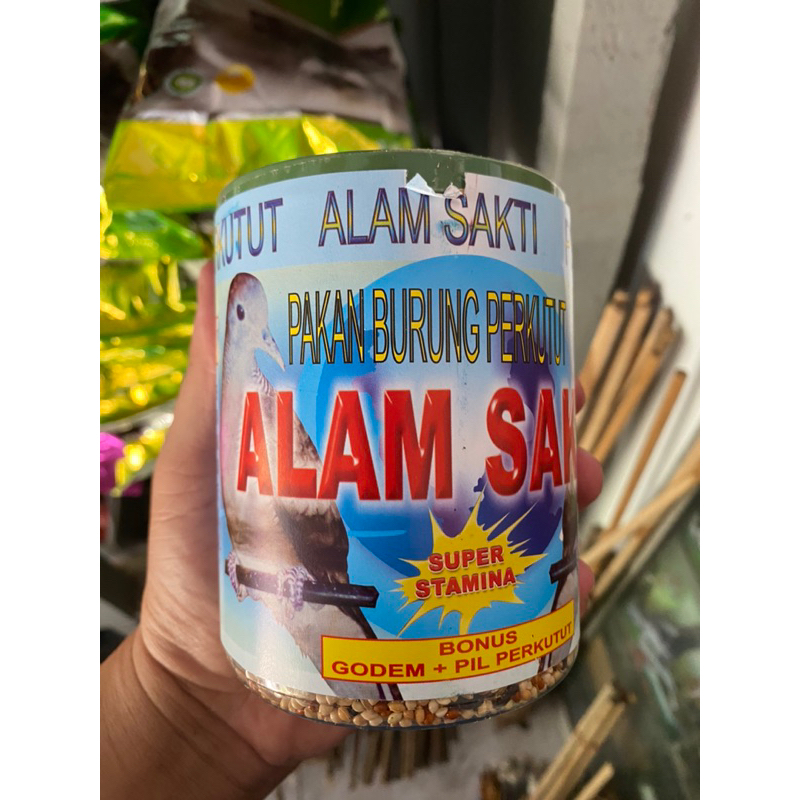 KUTUT ALAM SAKTI
PAKAN BURUNG PERKUTUT
ALAM SAK
SUPER
STAMINA
BONUS
GODEM + PIL PERKUTUT